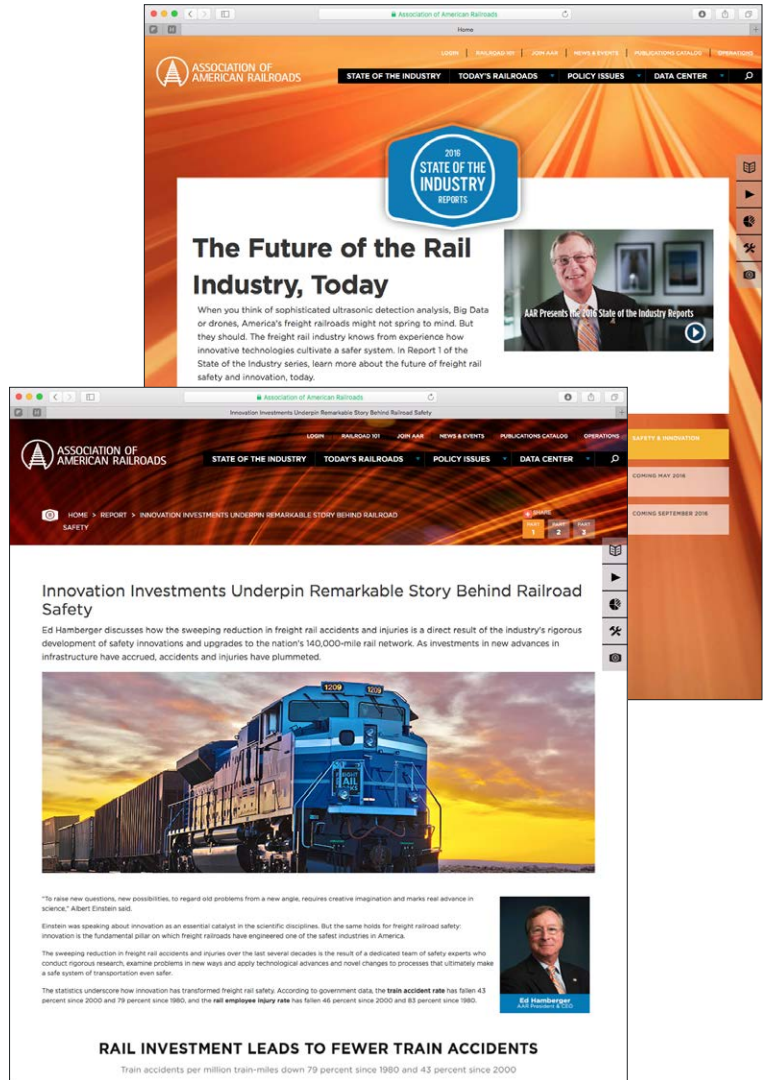 Association of American Railroads
Home
LOGIN RAILROAD 101 JOIN AAR NEWS & EVENTS PUBLICATIONS CATALOG OPERATIONS
ASSOCIATION OF
AMERICAN RAILROADS
STATE OF THE INDUSTRY TODAY'S RAILROADS POLICY ISSUES DATA CENTER
2016
STATE OF THE
INDUSTRY
REPORTS
The Future of the Rail
Industry, Today
When you think of sophisticated ultrasonic detection analysis, Big Data
or drones, America's freight railroads might not spring to mind. But
they should. The freight rail industry knows from experience how
innovative technologies cultivate a safer system. In Report 1 of the
State of the Industry series, learn more about the future of freight rail
safety and innovation, today.
AAR Presents the 2016 State of the Industry Reports
SAFETY & INNOVATION
COMING MAY 2016
COMING SEPTEMBER 2016
Association of American Railroads
Innovation Investments Underpin Remarkable Story Behind Railroad Safety
LOGIN RAILROAD 101 JOIN AAR NEWS & EVENTS PUBLICATIONS CATALOG OPERATIONS
ASSOCIATION OF
AMERICAN RAILROADS
STATE OF THE INDUSTRY TODAY'S RAILROADS POLICY ISSUES DATA CENTER
HOME > REPORT > INNOVATION INVESTMENTS UNDERPIN REMARKABLE STORY BEHIND RAILROAD
SAFETY
SHARE
PART PART PART
1 2 3
Innovation Investments Underpin Remarkable Story Behind Railroad
Safety
Ed Hamberger discusses how the sweeping reduction in freight rail accidents and injuries is a direct result of the industry's rigorous
development of safety innovations and upgrades to the nation's 140,000-mile rail network. As investments in new advances in
infrastructure have accrued, accidents and injuries have plummeted.
1209 1209
"To raise new questions, new possibilities, to regard old problems from a new angle, requires creative imagination and marks real advance in
science," Albert Einstein said.
Einstein was speaking about innovation as an essential catalyst in the scientific disciplines. But the same holds for freight railroad safety:
innovation is the fundamental pillar on which freight railroads have engineered one of the safest industries in America.
The sweeping reduction in freight rail accidents and injuries over the last several decades is the result of a dedicated team of safety experts who
conduct rigorous research, examine problems in new ways and apply technological advances and novel changes to processes that ultimately make
a safe system of transportation even safer.
The statistics underscore how innovation has transformed freight rail safety. According to government data, the train accident rate has fallen 43
percent since 2000 and 79 percent since 1980, and the rail employee injury rate has fallen 46 percent since 2000 and 83 percent since 1980.
Ed Hamberger
AAR President & CEO
RAIL INVESTMENT LEADS TO FEWER TRAIN ACCIDENTS
Train accidents per million train-miles down 79 percent since 1980 and 43 percent since 2000